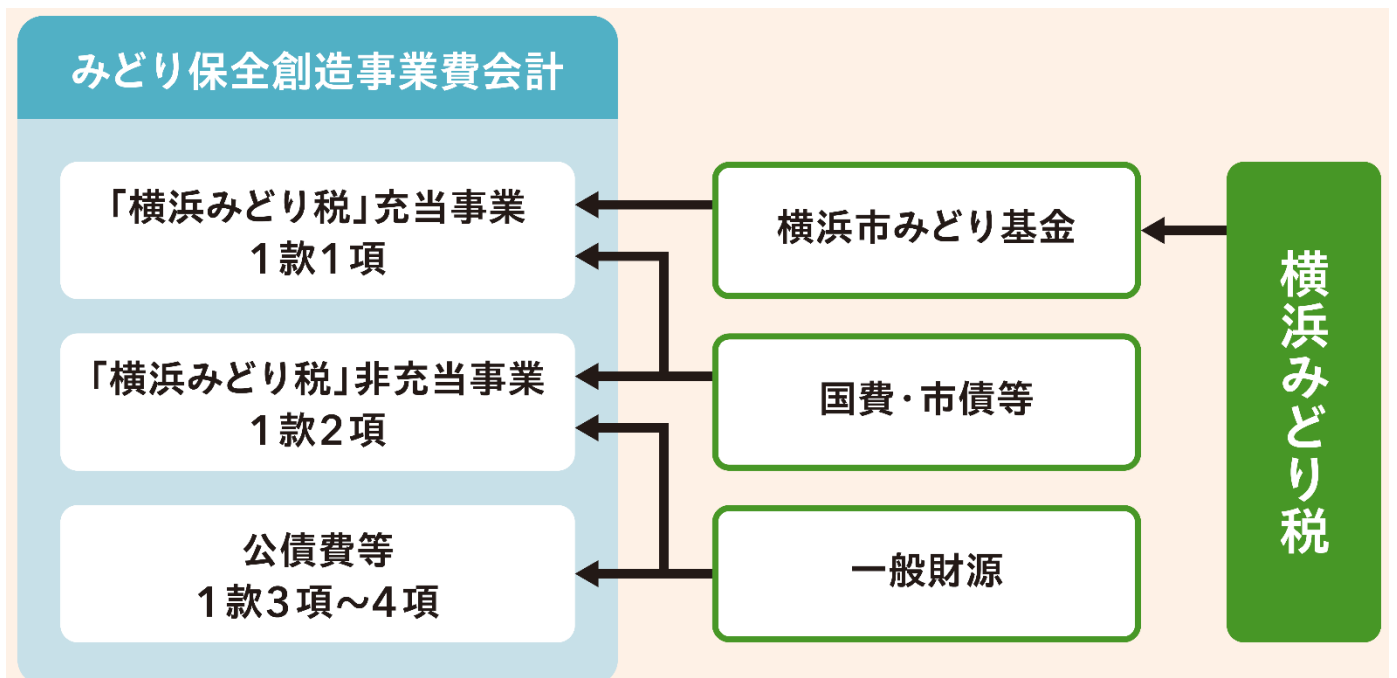 みどり保全創造事業費会計
「横浜みどり税」充当事業
1款1項
「横浜みどり税」非充当事業
1款2項
公債費等
1款3項～4項
横浜市みどり基金
国費・市債等
一般財源
横浜みどり税